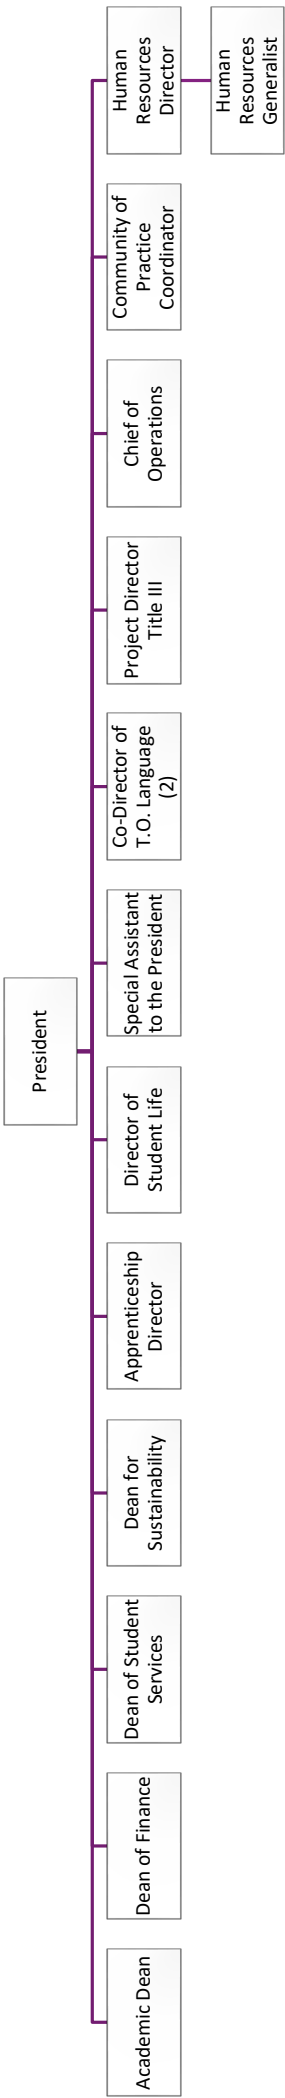 President
Academic Dean
Dean of Finance
Dean of Student
Services
Dean for
Sustainability
Apprenticeship
Director
Director of
Student Life
Special Assistant
to the President
Co-Director of
T.O. Language
(2)
Project Director
Title III
Chief of
Operations
Community of
Practice
Coordinator
Human
Resources
Director
Human
Resources
Generalist